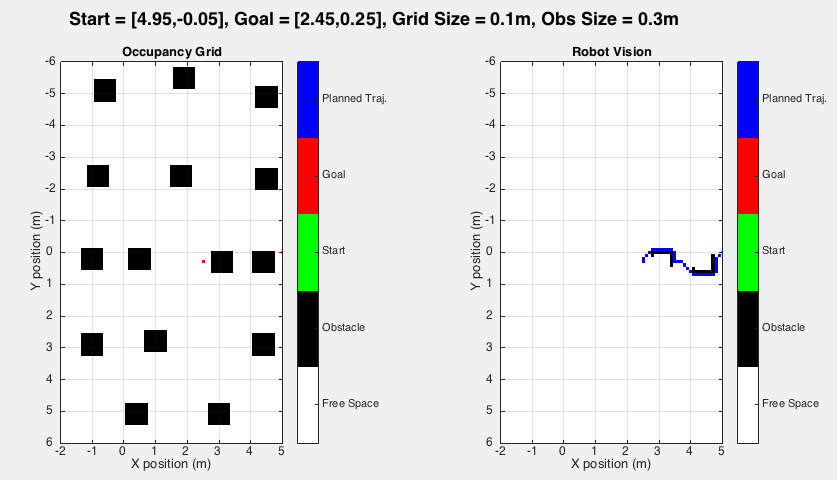 Start = [4.95,-0.05], Goal = [2.45,0.25], Grid Size = 0.1m, Obs Size = 0.3m
Occupancy Grid
Y position (m)
-6
-5
-4
-3
-2
-1
0
1
2
3
4
5
6
-2 -1 0 1 2 3 4 5
X position (m)
Planned Traj.
Goal
Start
Obstacle
Free Space
Robot Vision
Y position (m)
-6
-5
-4
-3
-2
-1
0
1
2
3
4
5
6
-2 -1 0 1 2 3 4 5
X position (m)
Planned Traj.
Goal
Start
Obstacle
Free Space